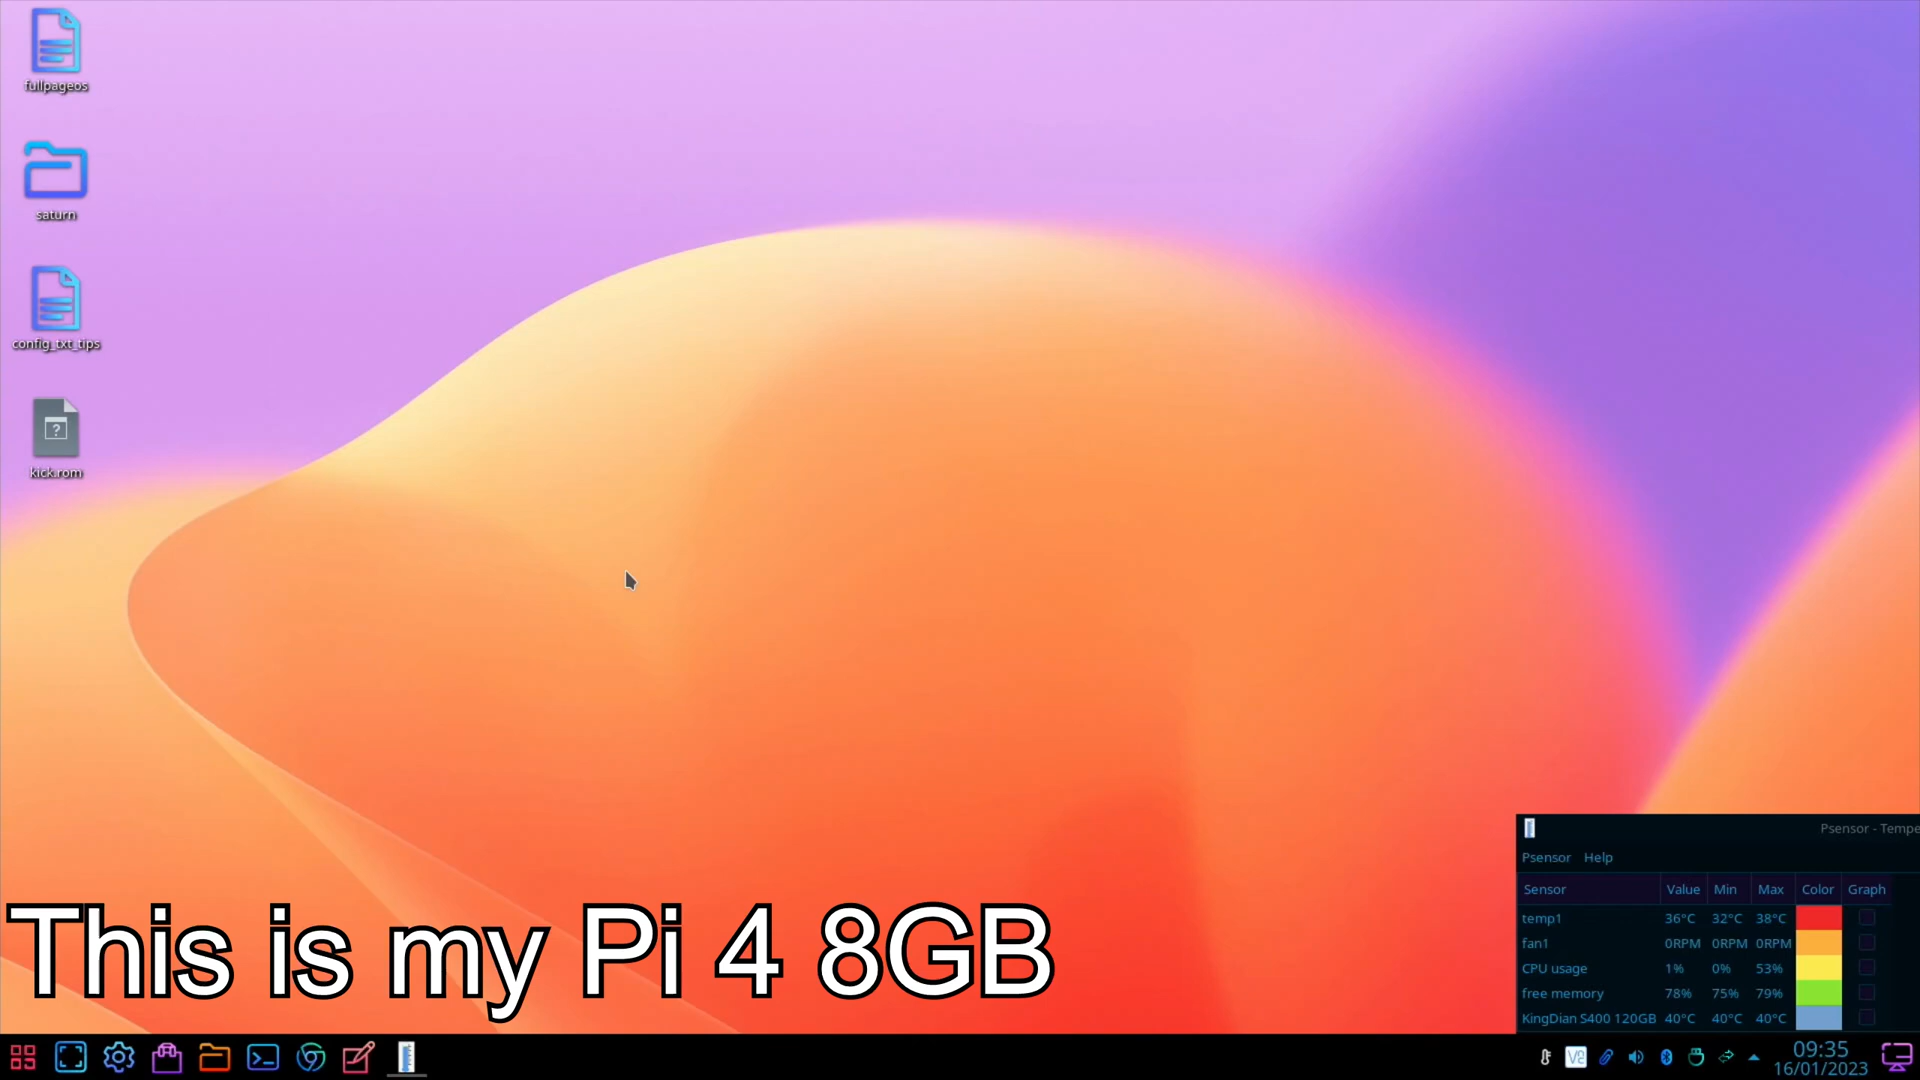 fullpageos
saturn
config_txt_tips
kick.rom
This is my Pi 4 8GB
Psensor - Tempe
Psensor Help
Sensor Value Min Max Color Graph
temp1 36°C 32°C 38°C
fan1 0RPM 0RPM 0RPM
CPU usage 1% 0% 53%
free memory 78% 75% 79%
KingDian S400 120GB 40°C 40°C 40°C
09:35
16/01/2023